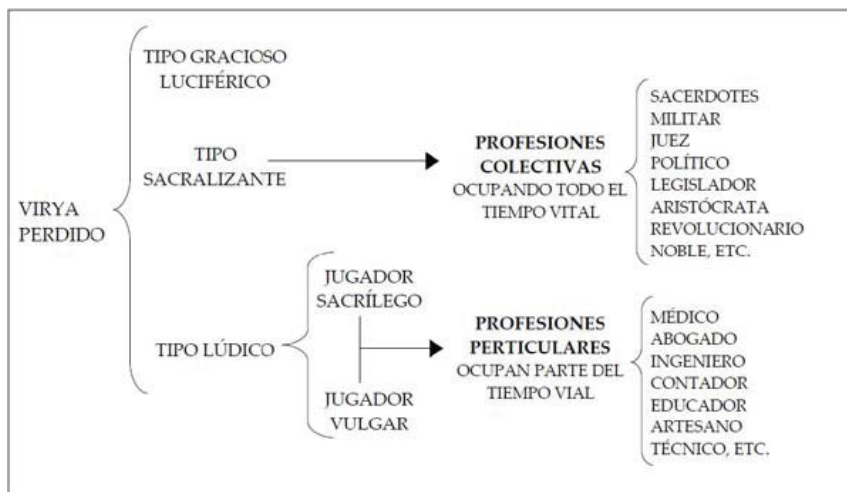 VIRYA
PERDIDO
TIPO GRACIOSO
LUCIFÉRICO
TIPO
SACRALIZANTE
PROFESIONES
COLECTIVAS
OCUPANDO TODO EL
TIEMPO VITAL
SACERDOTES
MILITAR
JUEZ
POLÍTICO
LEGISLADOR
ARISTÓCRATA
REVOLUCIONARIO
NOBLE, ETC.
TIPO LÚDICO
JUGADOR
SACRÍLEGO
JUGADOR
VULGAR
PROFESIONES
PERTICULARES
OCUPAN PARTE DEL
TIEMPO VIAL
MÉDICO
ABOGADO
INGENIERO
CONTADOR
EDUCADOR
ARTESANO
TÉCNICO, ETC.